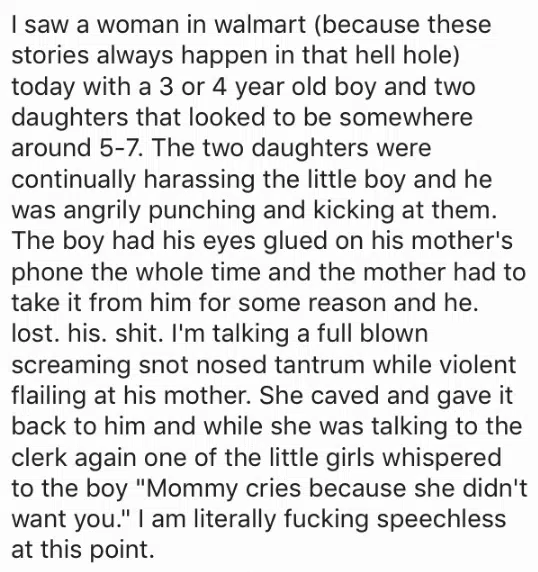 I saw a woman in walmart (because these
stories always happen in that hell hole)
today with a 3 or 4 year old boy and two
daughters that looked to be somewhere
around 5-7. The two daughters were
continually harassing the little boy and he
was angrily punching and kicking at them.
The boy had his eyes glued on his mother's
phone the whole time and the mother had to
take it from him for some reason and he.
lost. his. shit. I'm talking a full blown
screaming snot nosed tantrum while violent
flailing at his mother. She caved and gave it
back to him and while she was talking to the
clerk again one of the little girls whispered
to the boy "Mommy cries because she didn't
want you." I am literally fucking speechless
at this point.